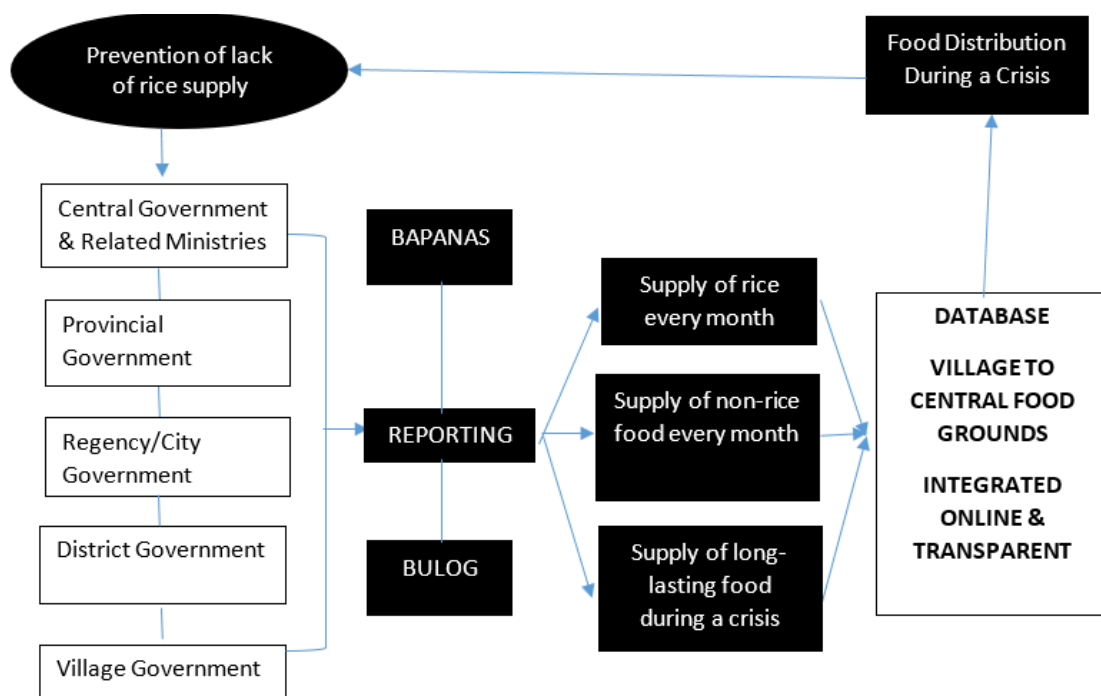 Prevention of lack
of rice supply
Food Distribution
During a Crisis
Central Government
& Related Ministries
Provincial
Government
Regency/City
Government
District Government
Village Government
BAPANAS
REPORTING
BULOG
Supply of rice
every month
Supply of non-rice
food every month
Supply of long-
lasting food
during a crisis
DATABASE
VILLAGE TO
CENTRAL FOOD
GROUNDS
INTEGRATED
ONLINE &
TRANSPARENT